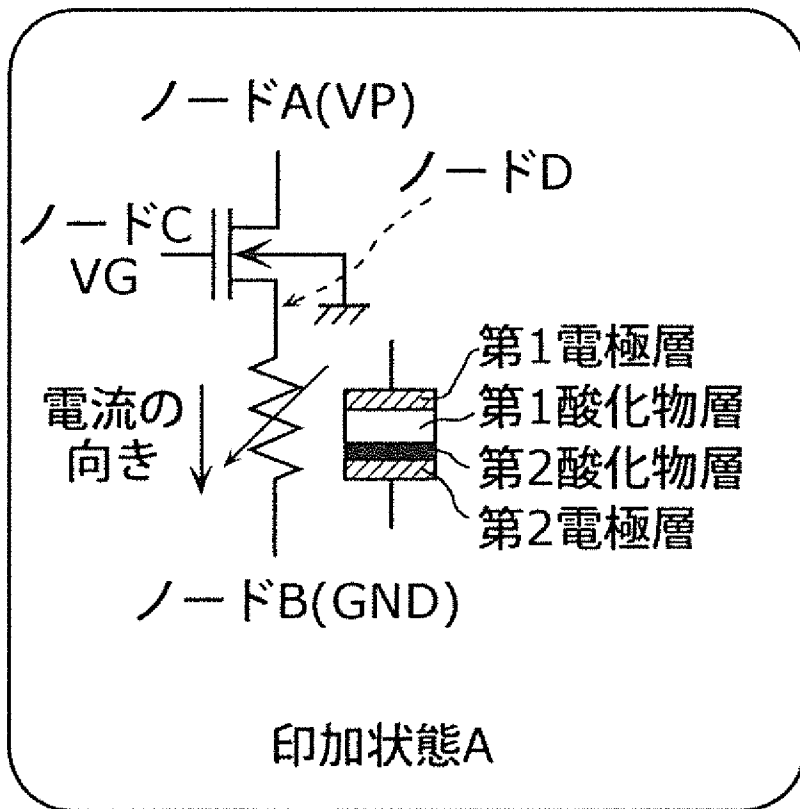 ノードA(VP)
ノードD
ノードC
VG
第1電極層
第1酸化物層
第2酸化物層
第2電極層
電流の
向き
ノードB(GND)
印加状態A